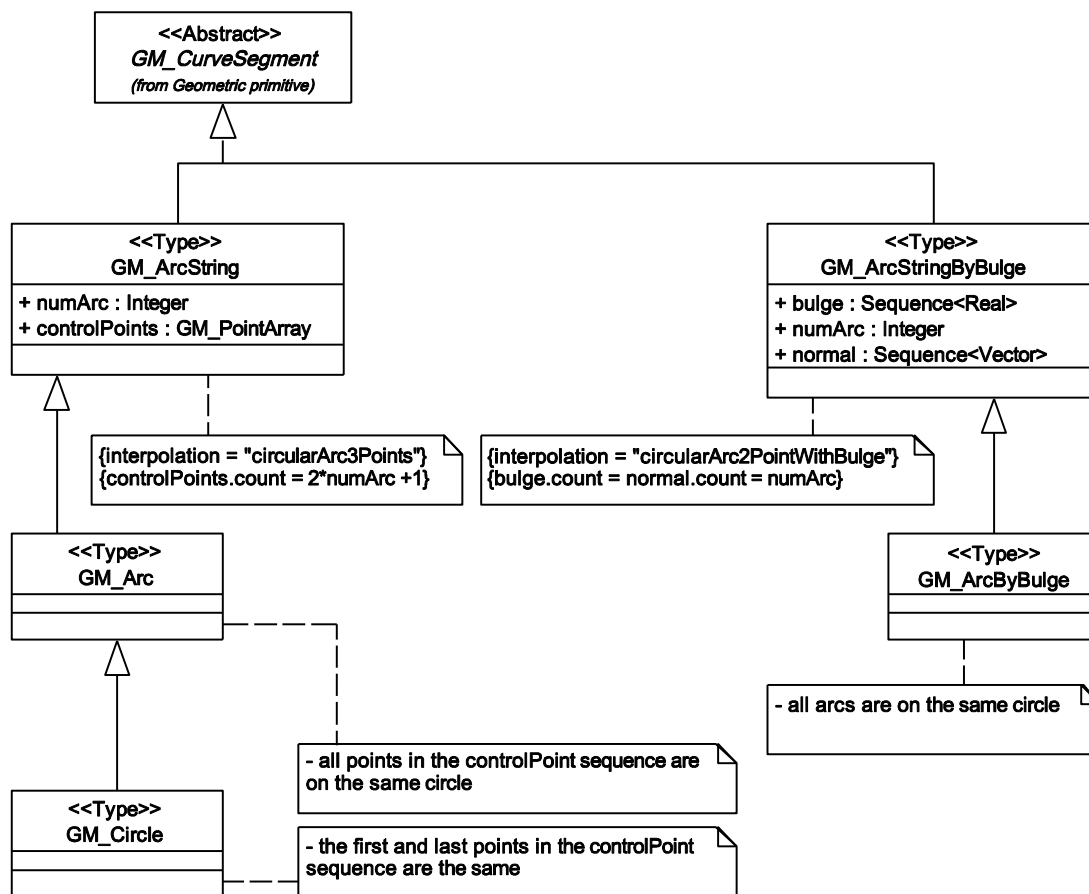 <<Abstract>>
GM_CurveSegment
(from Geometric primitive)
<<Type>>
GM_ArcString
+ numArc : Integer
+ controlPoints : GM_PointArray
<<Type>>
GM_ArcStringByBulge
+ bulge : Sequence<Real>
+ numArc : Integer
+ normal : Sequence<Vector>
{interpolation = "circularArc3Points"}
{controlPoints.count = 2*numArc +1}
{interpolation = "circularArc2PointWithBulge"}
{bulge.count = normal.count = numArc}
<<Type>>
GM_Arc
<<Type>>
GM_ArcByBulge
- all arcs are on the same circle
- all points in the controlPoint sequence are
on the same circle
<<Type>>
GM_Circle
- the first and last points in the controlPoint
sequence are the same